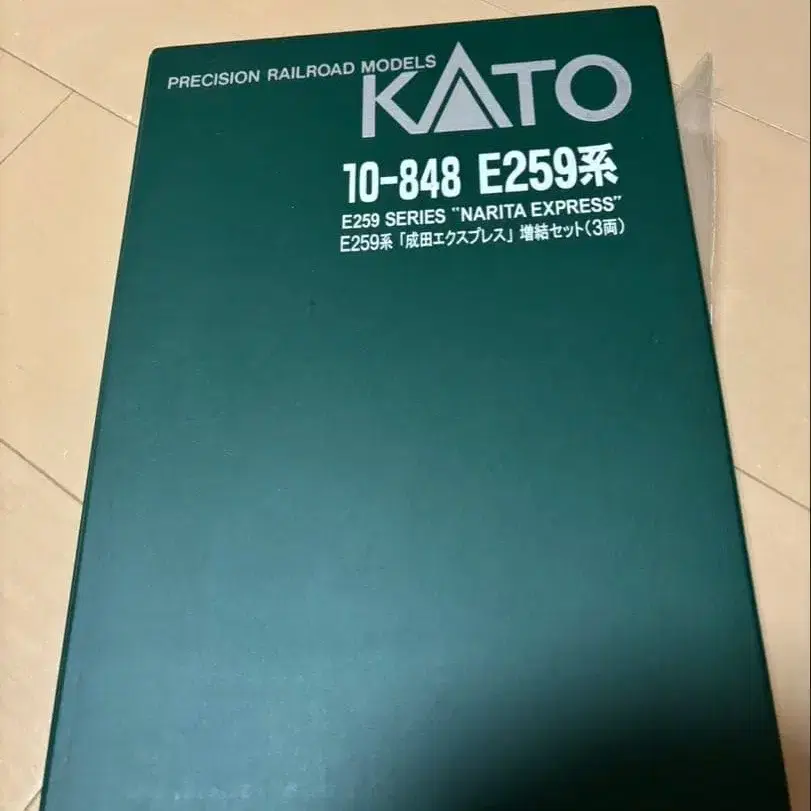 PRECISION RAILROAD MODELS
KATO
10-848 E259系
E259 SERIES "NARITA EXPRESS"
E259系「成田エクスプレス」増結セット(3両)